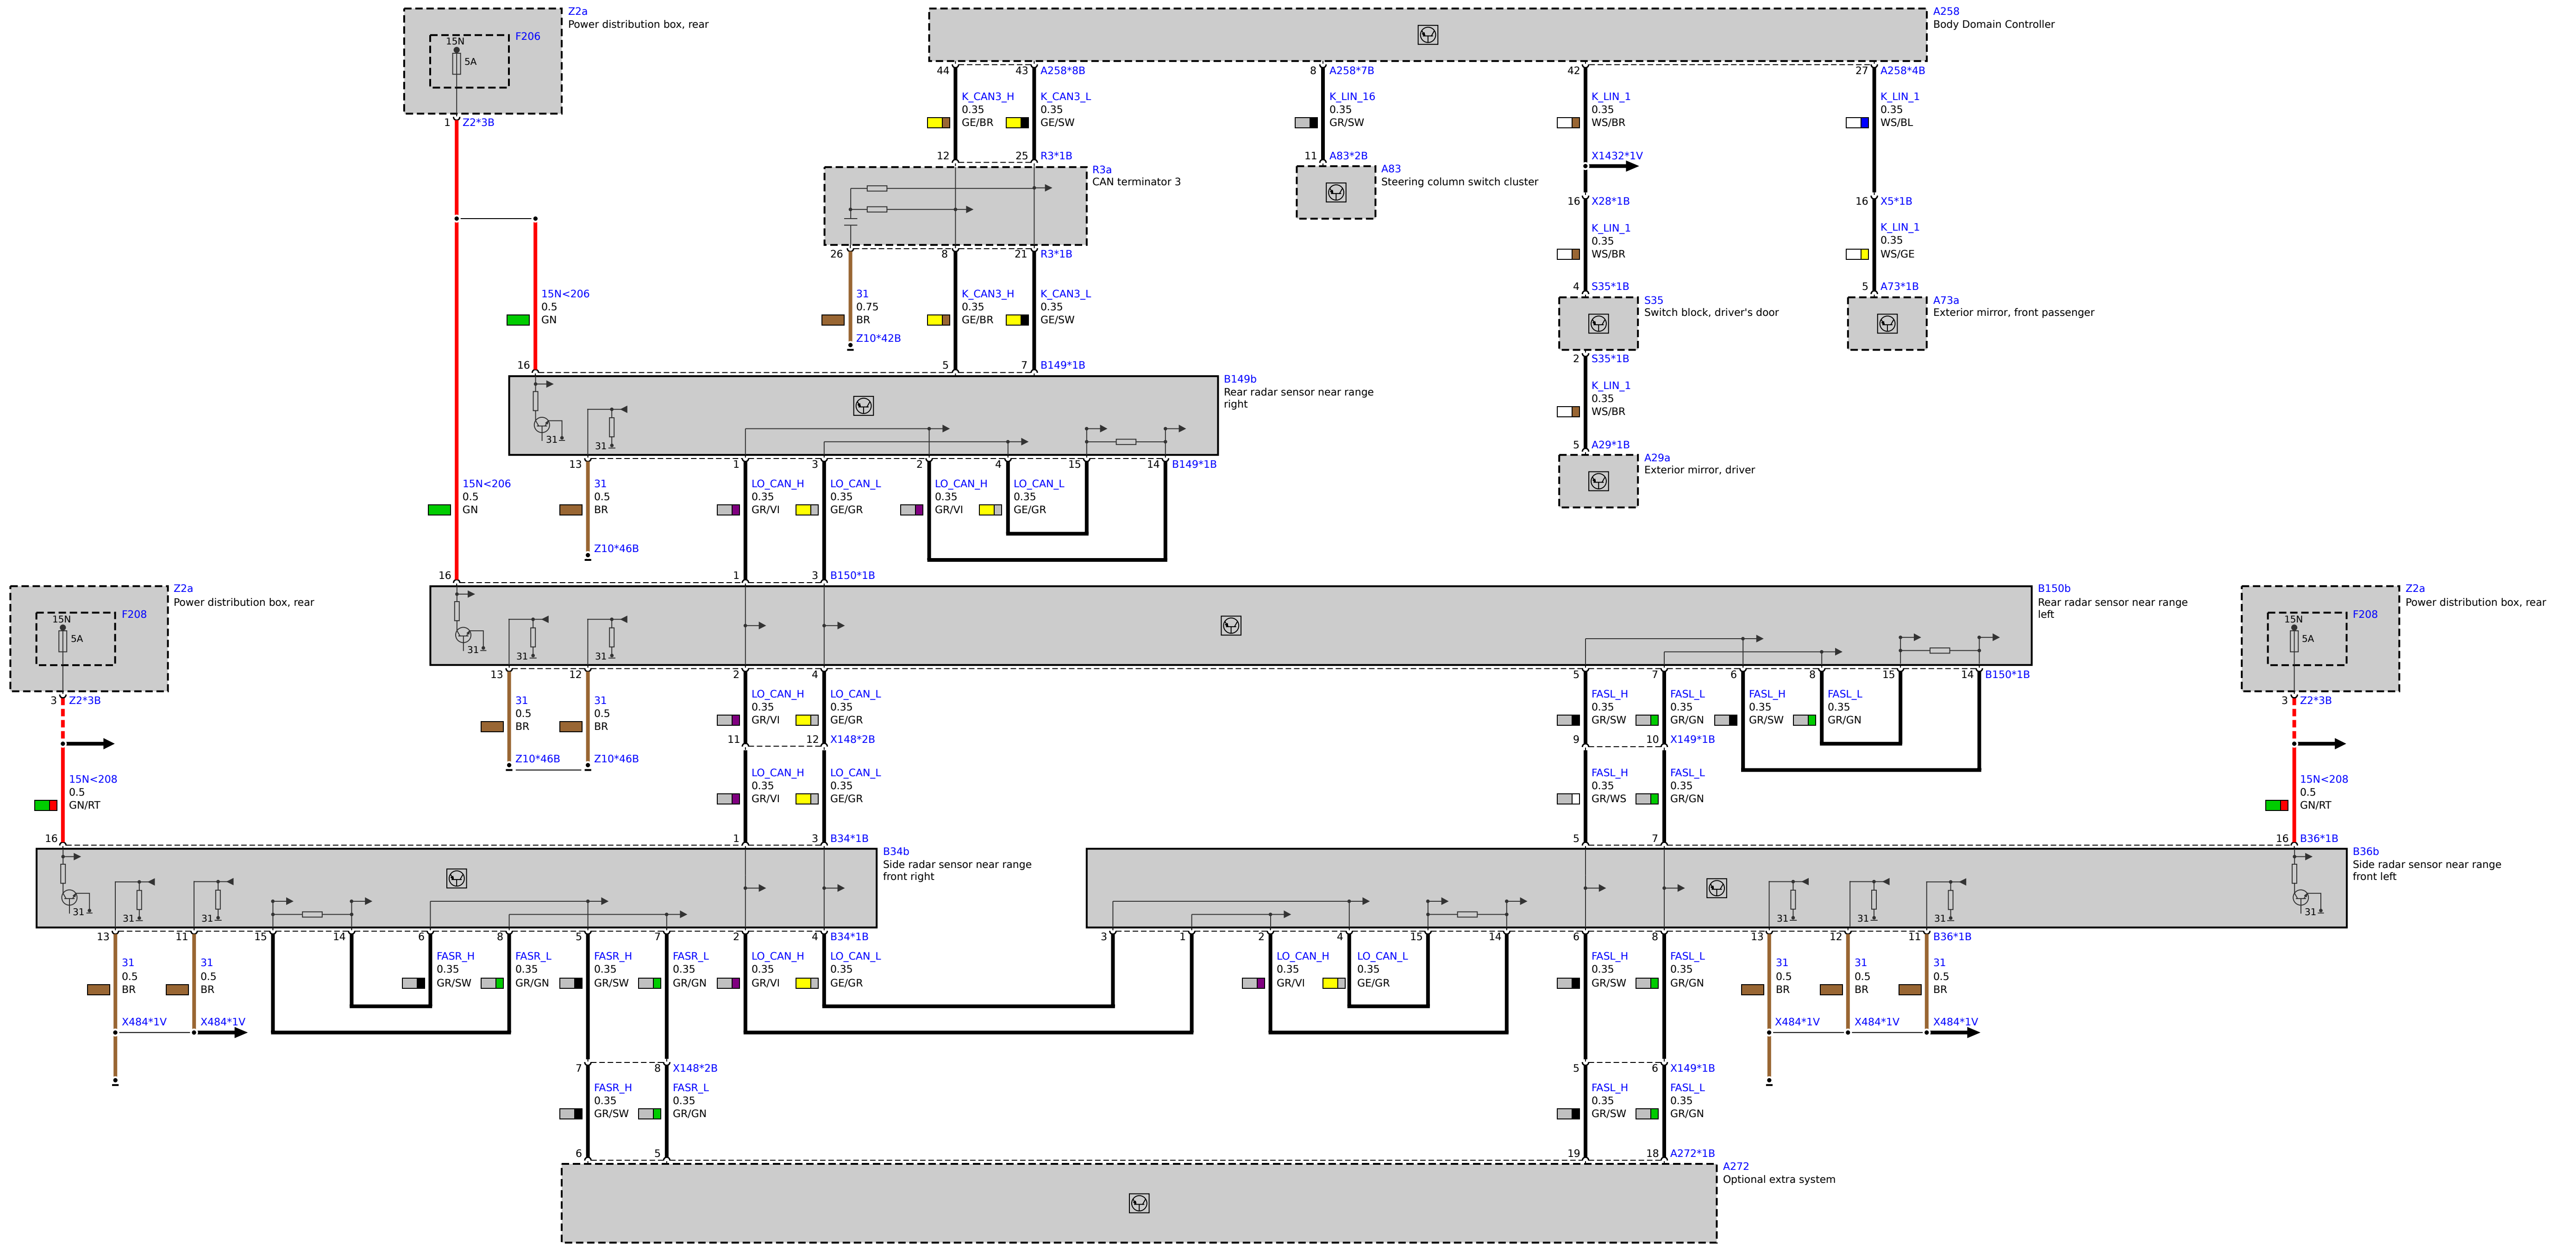 Z2a
Power distribution box, rear
15N
F206
5A
1 Z2*3B
A258
Body Domain Controller
44 43 A258*8B
8 A258*7B
42 27 A258*4B
K_CAN3_H K_CAN3_L
0.35 0.35
GE/BR GE/SW
K_LIN_16
0.35
GR/SW
K_LIN_1
0.35
WS/BR
K_LIN_1
0.35
WS/BL
12 25 R3*1B
11 A83*2B
X1432*1V
R3a
CAN terminator 3
A83
Steering column switch cluster
16 X28*1B
16 X5*1B
K_LIN_1
0.35
WS/BR
K_LIN_1
0.35
WS/GE
26 8 21 R3*1B
4 S35*1B
5 A73*1B
15N<206
0.5
GN
31
0.75
BR
Z10*42B
K_CAN3_H K_CAN3_L
0.35 0.35
GE/BR GE/SW
S35
Switch block, driver's door
A73a
Exterior mirror, front passenger
16 5 7 B149*1B
2 S35*1B
B149b
Rear radar sensor near range
right
31 31
K_LIN_1
0.35
WS/BR
5 A29*1B
A29a
Exterior mirror, driver
13 1 3 2 4 15 14 B149*1B
15N<206
0.5
GN
31
0.5
BR
Z10*46B
LO_CAN_H LO_CAN_L LO_CAN_H LO_CAN_L
0.35 0.35 0.35 0.35
GR/VI GE/GR GR/VI GE/GR
16 1 3 B150*1B
B150b
Rear radar sensor near range
left
31 31 31
Z2a
Power distribution box, rear
15N
F208
5A
3 Z2*3B
Z2a
Power distribution box, rear
15N
F208
5A
3 Z2*3B
13 12 2 4 5 7 6 8 15 14 B150*1B
31 31
0.5 0.5
BR BR
Z10*46B Z10*46B
LO_CAN_H LO_CAN_L
0.35 0.35
GR/VI GE/GR
FASL_H FASL_L FASL_H FASL_L
0.35 0.35 0.35 0.35
GR/SW GR/GN GR/SW GR/GN
11 12 X148*2B
9 10 X149*1B
15N<208
0.5
GN/RT
LO_CAN_H LO_CAN_L
0.35 0.35
GR/VI GE/GR
FASL_H FASL_L
0.35 0.35
GR/WS GR/GN
15N<208
0.5
GN/RT
16 1 3 B34*1B
5 7 16 B36*1B
B34b
Side radar sensor near range
front right
31 31 31
B36b
Side radar sensor near range
front left
31 31 31 31
13 11 15 14 6 8 5 7 2 4 B34*1B
3 1 2 4 15 14 6 8 13 12 11 B36*1B
31 31
0.5 0.5
BR BR
X484*1V X484*1V
FASR_H FASR_L FASR_H FASR_L LO_CAN_H LO_CAN_L
0.35 0.35 0.35 0.35 0.35 0.35
GR/SW GR/GN GR/SW GR/GN GR/VI GE/GR
LO_CAN_H LO_CAN_L
0.35 0.35
GR/VI GE/GR
FASL_H FASL_L
0.35 0.35
GR/SW GR/GN
31 31 31
0.5 0.5 0.5
BR BR BR
X484*1V X484*1V X484*1V
7 8 X148*2B
5 6 X149*1B
FASR_H FASR_L
0.35 0.35
GR/SW GR/GN
FASL_H FASL_L
0.35 0.35
GR/SW GR/GN
6 5 19 18 A272*1B
A272
Optional extra system